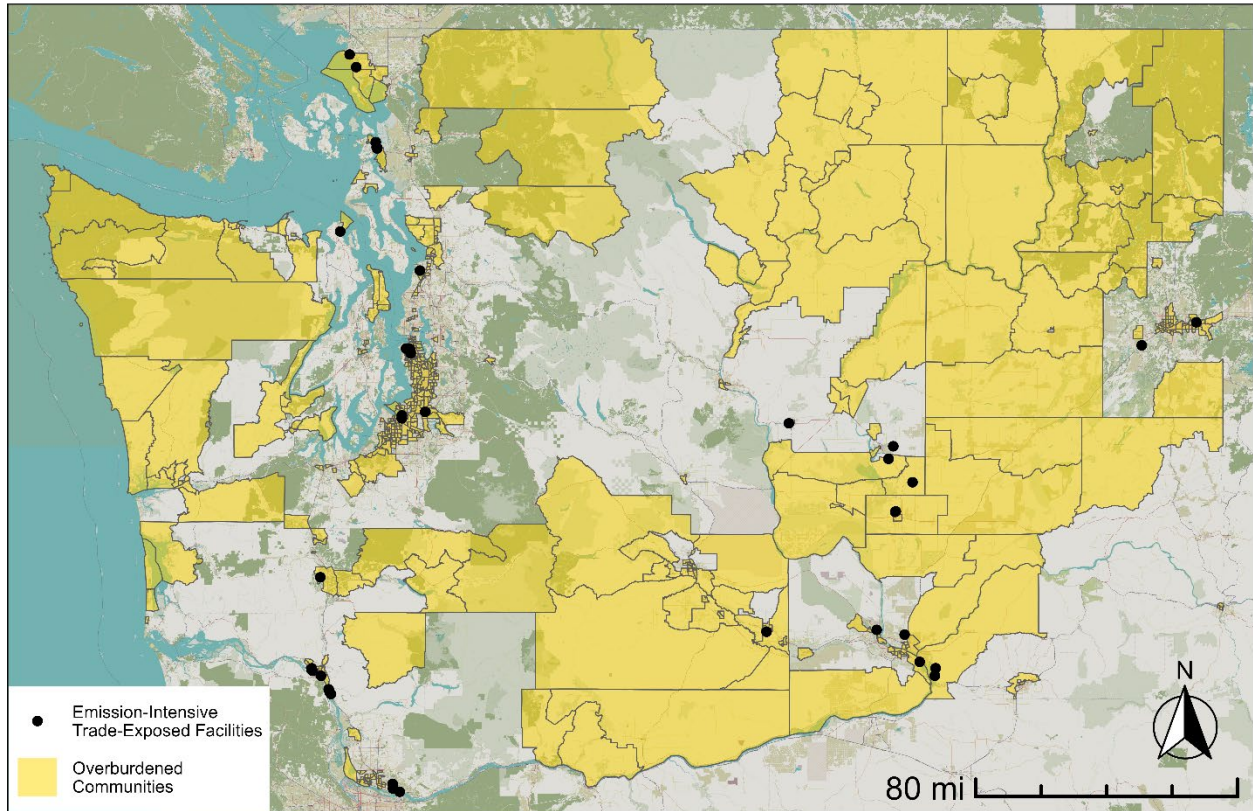 N
Emission-Intensive
Trade-Exposed Facilities
Overburdened
Communities
80 mi